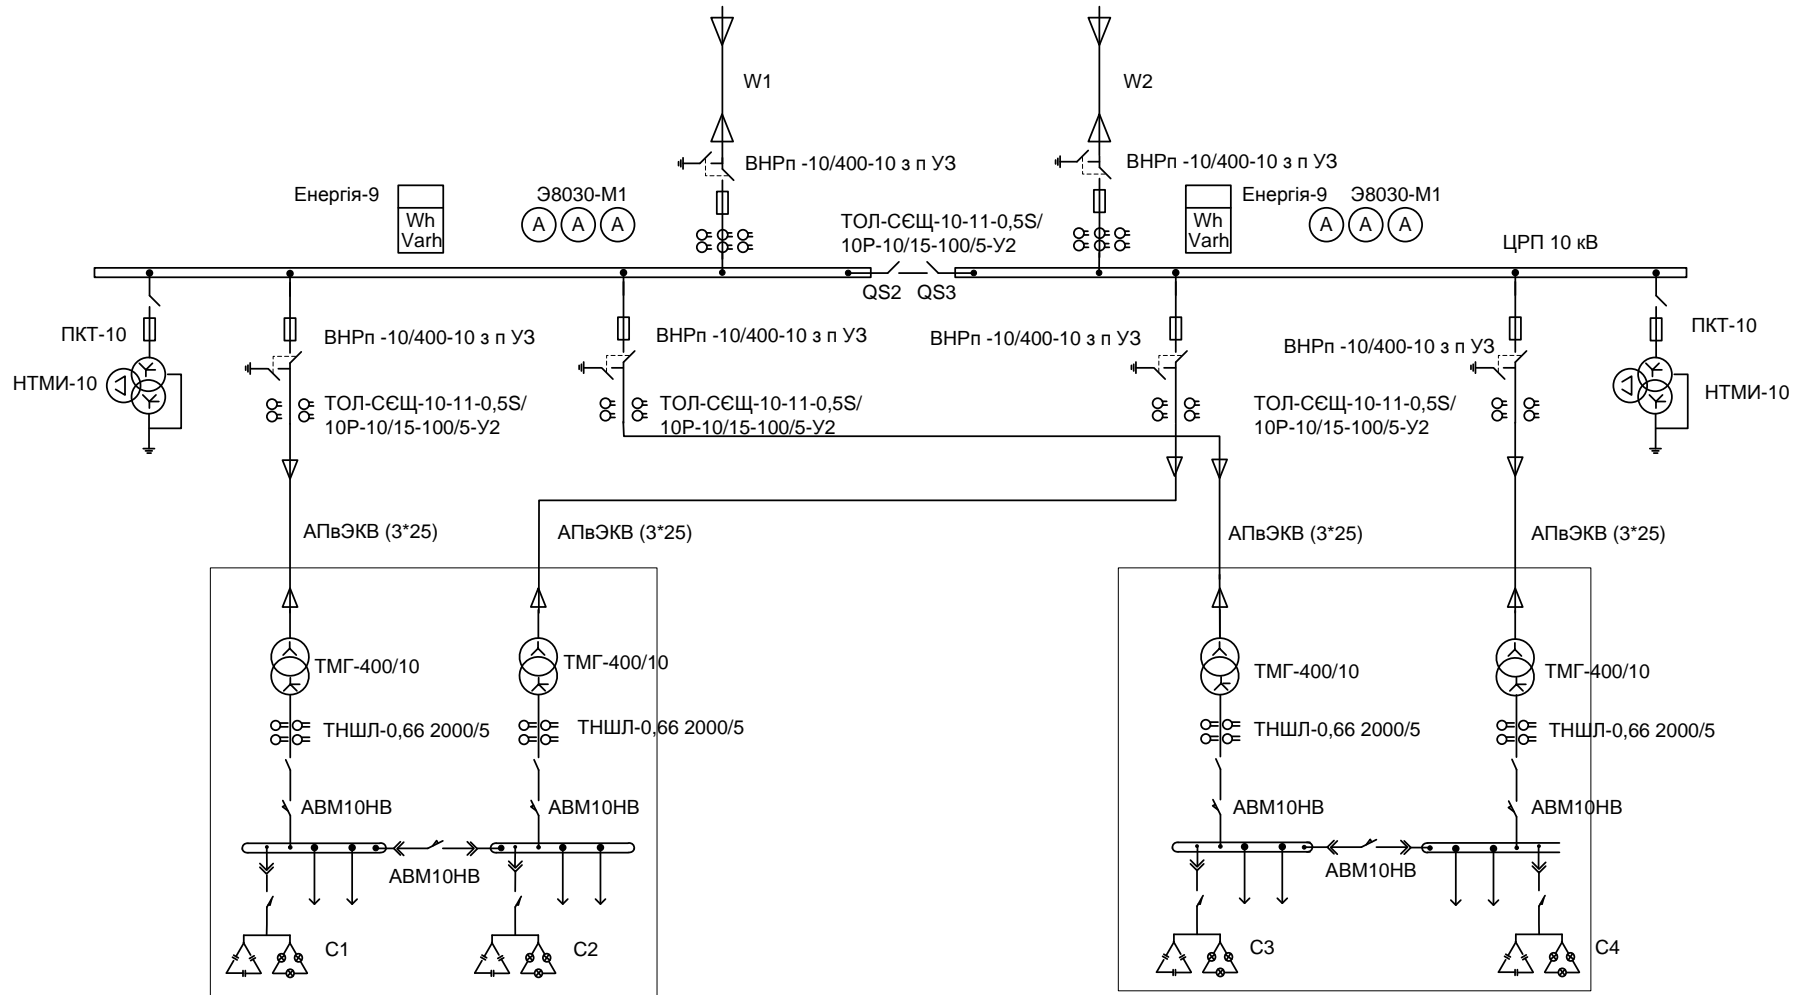 W1
W2
ВНРп -10/400-10 з п УЗ
ВНРп -10/400-10 з п УЗ
Енергія-9
Wh
Varh
Э8030-М1
А
А
А
ТОЛ-СЄЩ-10-11-0,5S/
10Р-10/15-100/5-У2
Wh
Varh
Енергія-9
Э8030-М1
А
А
А
ЦРП 10 кВ
QS2
QS3
ПКТ-10
НТМИ-10
ВНРп -10/400-10 з п УЗ
ВНРп -10/400-10 з п УЗ
ВНРп -10/400-10 з п УЗ
ВНРп -10/400-10 з п УЗ
ПКТ-10
НТМИ-10
ТОЛ-СЄЩ-10-11-0,5S/
10Р-10/15-100/5-У2
ТОЛ-СЄЩ-10-11-0,5S/
10Р-10/15-100/5-У2
ТОЛ-СЄЩ-10-11-0,5S/
10Р-10/15-100/5-У2
АПвЭКВ (3*25)
АПвЭКВ (3*25)
АПвЭКВ (3*25)
АПвЭКВ (3*25)
ТМГ-400/10
ТМГ-400/10
ТМГ-400/10
ТМГ-400/10
ТНШЛ-0,66 2000/5
ТНШЛ-0,66 2000/5
ТНШЛ-0,66 2000/5
ТНШЛ-0,66 2000/5
АВМ10НВ
АВМ10НВ
АВМ10НВ
АВМ10НВ
АВМ10НВ
АВМ10НВ
С1
С2
С3
С4